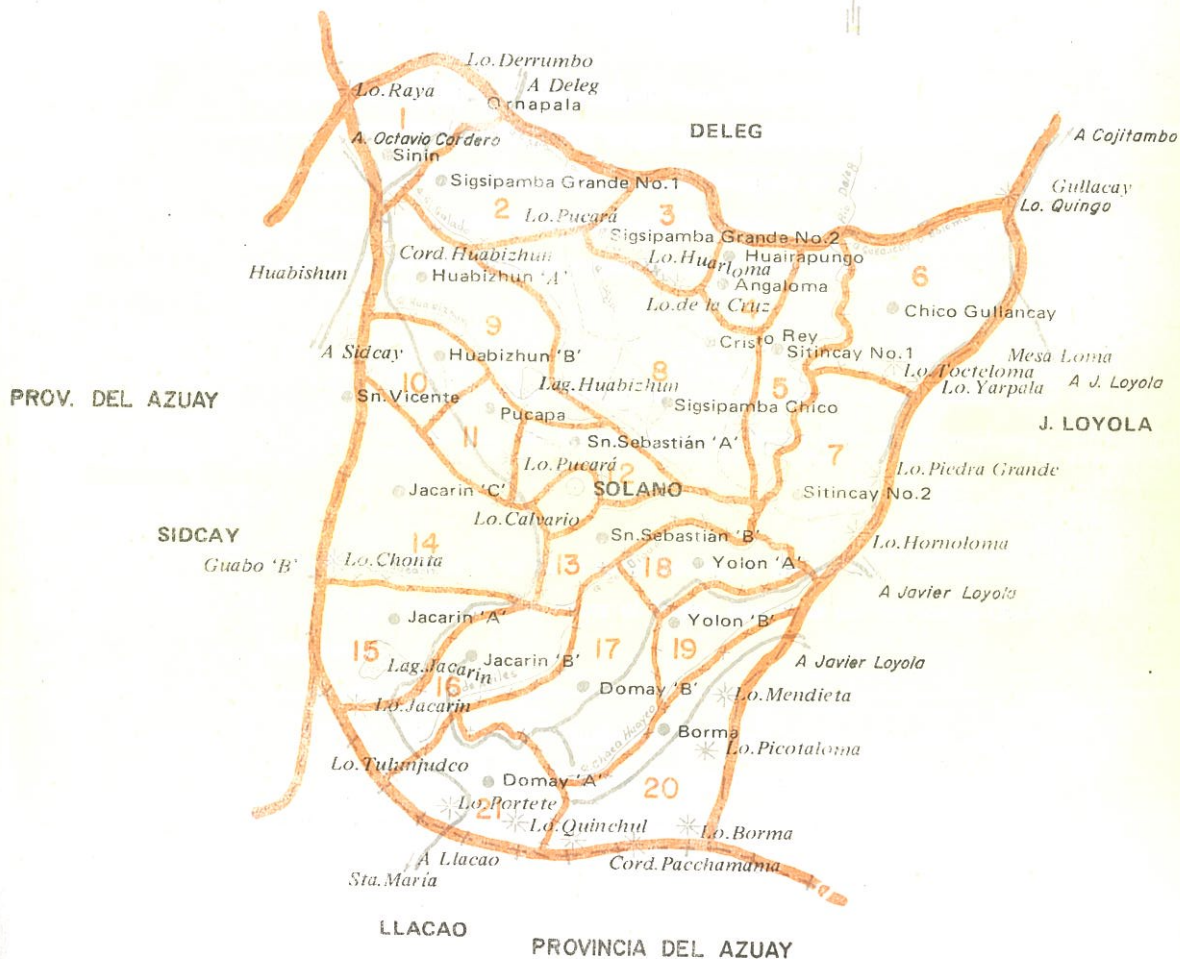 Lo.Derrumbo
A Deleg
Ornapala
Lo.Raya
1
DELEG
A. Octavio Cordero
Sinin
A Cojitambo
Sigsipamba Grande No.1
Gullacay
Lo. Quingo
2
Lo.Pucará
3
Sigsipamba Grande No.2
Río Deleg
Cord.Huabizhun
Lo.Huarloma
Huairapungo
Huabishun
Huabizhun 'A'
Angaloma
6
Lo.de la Cruz
4
Chico Gullancay
9
Cristo Rey
A Sidcay
Huabizhun 'B'
Sitincay No.1
Mesa Loma
8
5
Lo.Tocteloma
10
Lag.Huabizhun
Lo.Yarpala
A J. Loyola
PROV. DEL AZUAY
Sn.Vicente
Pucapa
Sigsipamba Chico
J. LOYOLA
11
Sn.Sebastián 'A'
7
Lo.Pucará
12
Lo.Piedra Grande
Jacarin 'C'
SOLANO
Sitincay No.2
Lo.Calvario
SIDCAY
14
Sn.Sebastián 'B'
Lo.Hornoloma
Guabo 'B'
Lo.Chonta
13
18
Yolon 'A'
A Javier Loyola
Jacarin 'A'
Yolon 'B'
15
17
19
Lag.Jacarín
Jacarin 'B'
A Javier Loyola
16
Domay 'B'
Lo.Mendieta
Lo.Jacarín
Borma
Lo.Picotaloma
Lo.Tulunjudco
Domay 'A'
20
Lo.Portete
21
Lo.Quinchul
Lo.Borma
A Llacao
Cord.Pacchamama
Sta.María
LLACAO
PROVINCIA DEL AZUAY